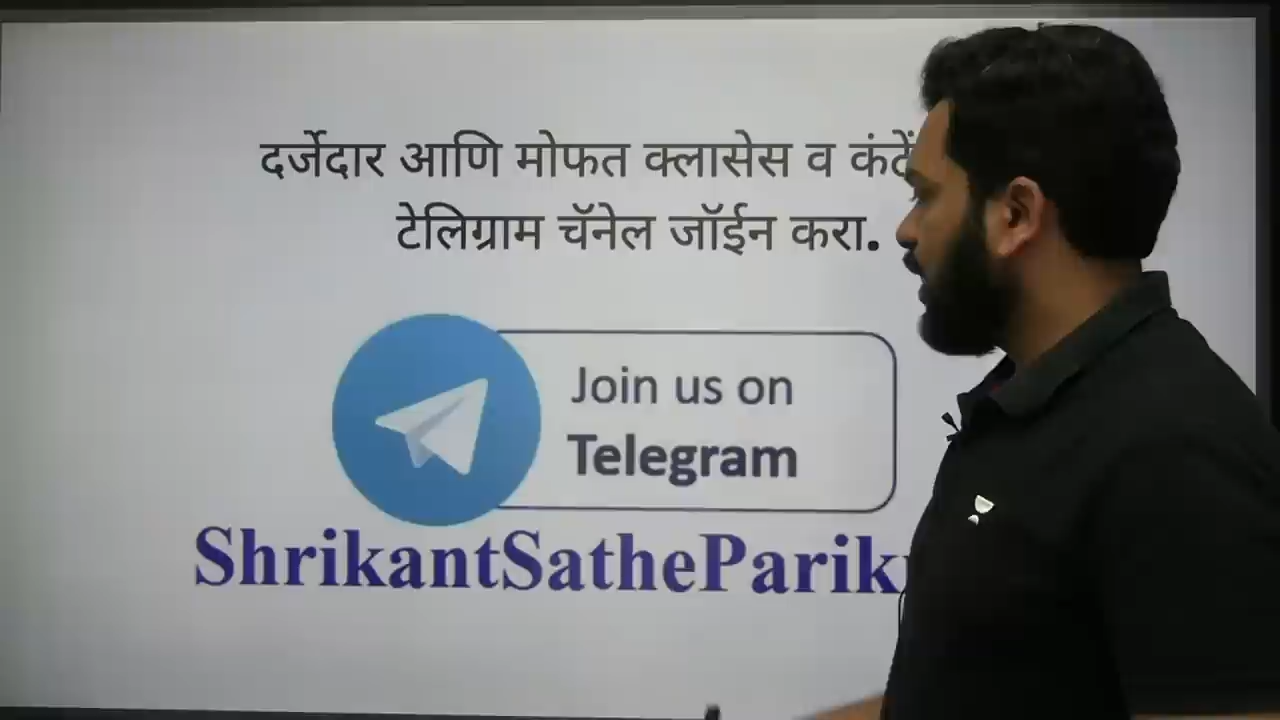 दर्जेदार आणि मोफत क्लासेस व
टेलिग्राम चॅनेल जॉईन करा.
Join us on
Telegram